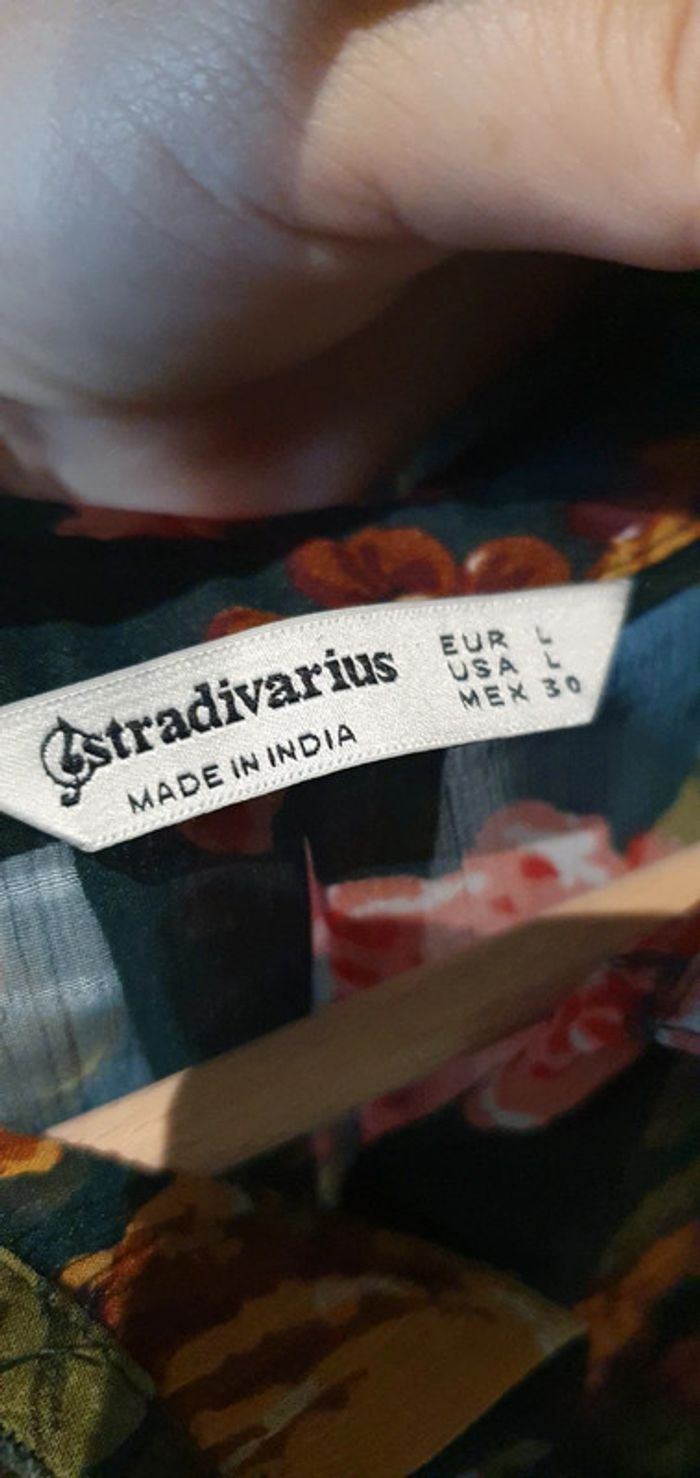 stradivarius
MADE IN INDIA
EUR L
USA L
MEX 30